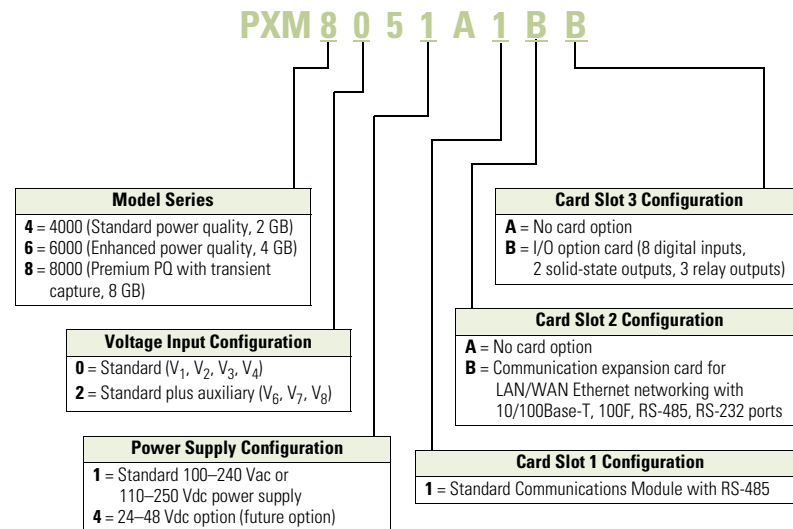 PXM 8 0 5 1 A 1 B B
Model Series
4 = 4000 (Standard power quality, 2 GB)
6 = 6000 (Enhanced power quality, 4 GB)
8 = 8000 (Premium PQ with transient
capture, 8 GB)
Voltage Input Configuration
0 = Standard (V1, V2, V3, V4)
2 = Standard plus auxiliary (V6, V7, V8)
Power Supply Configuration
1 = Standard 100–240 Vac or
110–250 Vdc power supply
4 = 24–48 Vdc option (future option)
Card Slot 3 Configuration
A = No card option
B = I/O option card (8 digital inputs,
2 solid-state outputs, 3 relay outputs)
Card Slot 2 Configuration
A = No card option
B = Communication expansion card for
LAN/WAN Ethernet networking with
10/100Base-T, 100F, RS-485, RS-232 ports
Card Slot 1 Configuration
1 = Standard Communications Module with RS-485